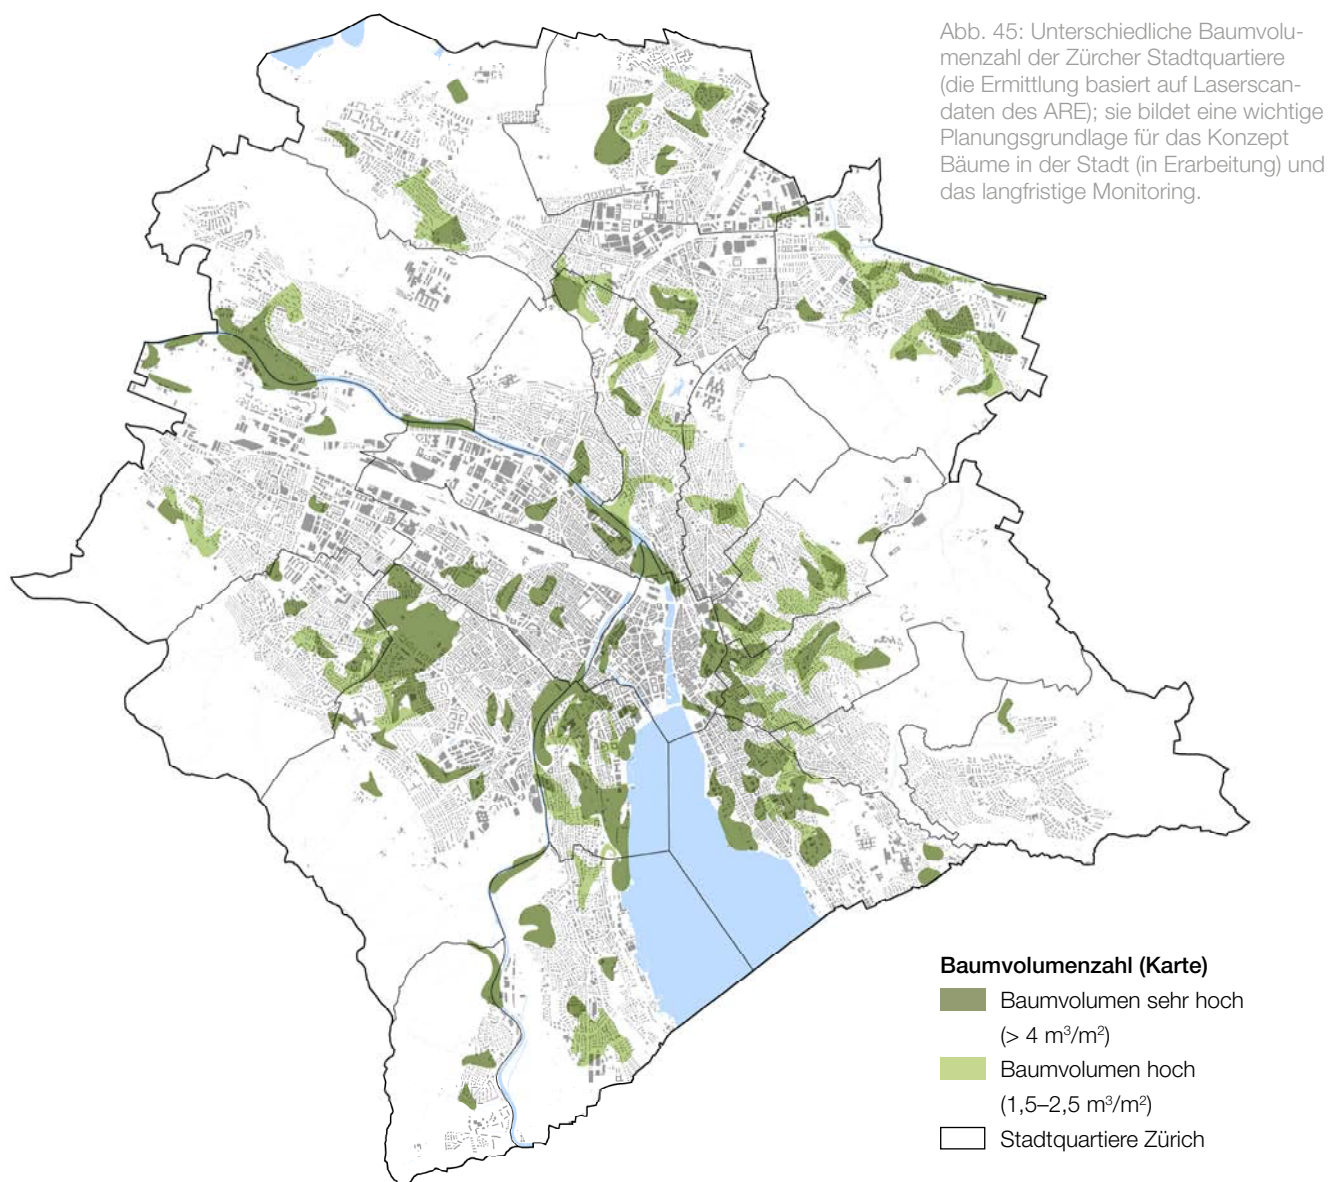 Abb. 45: Unterschiedliche Baumvolu-
menzahl der Zürcher Stadtquartiere
(die Ermittlung basiert auf Laserscan-
daten des ARE); sie bildet eine wichtige
Planungsgrundlage für das Konzept
Bäume in der Stadt (in Erarbeitung) und
das langfristige Monitoring.
Baumvolumenzahl (Karte)
Baumvolumen sehr hoch
(> 4 m³/m²)
Baumvolumen hoch
(1,5–2,5 m³/m²)
Stadtquartiere Zürich